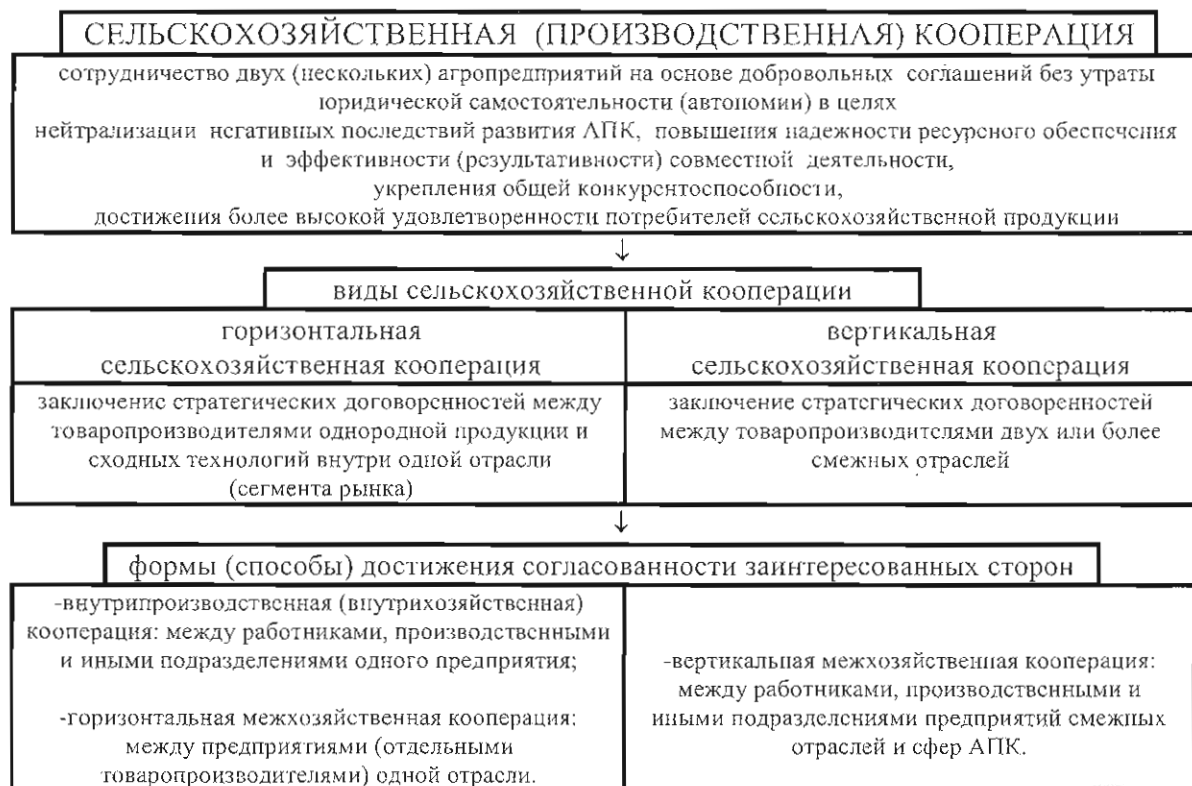 СЕЛЬСКОХОЗЯЙСТВЕННАЯ (ПРОИЗВОДСТВЕННАЯ) КООПЕРАЦИЯ
сотрудничество двух (нескольких) агропредприятий на основе добровольных соглашений без утраты
юридической самостоятельности (автономии) в целях
нейтрализации негативных последствий развития АПК, повышения надежности ресурсного обеспечения
и эффективности (результативности) совместной деятельности,
укрепления общей конкурентоспособности,
достижения более высокой удовлетворенности потребителей сельскохозяйственной продукции
↓
виды сельскохозяйственной кооперации
горизонтальная
сельскохозяйственная кооперация
вертикальная
сельскохозяйственная кооперация
заключение стратегических договоренностей между
товаропроизводителями однородной продукции и
сходных технологий внутри одной отрасли
(сегмента рынка)
заключение стратегических договоренностей
между товаропроизводителями двух или более
смежных отраслей
↓
формы (способы) достижения согласованности заинтересованных сторон
-внутрипроизводственная (внутрихозяйственная)
кооперация: между работниками, производственными
и иными подразделениями одного предприятия;
-горизонтальная межхозяйственная кооперация:
между предприятиями (отдельными
товаропроизводителями) одной отрасли.
-вертикальная межхозяйственная кооперация:
между работниками, производственными и
иными подразделениями предприятий смежных
отраслей и сфер АПК.